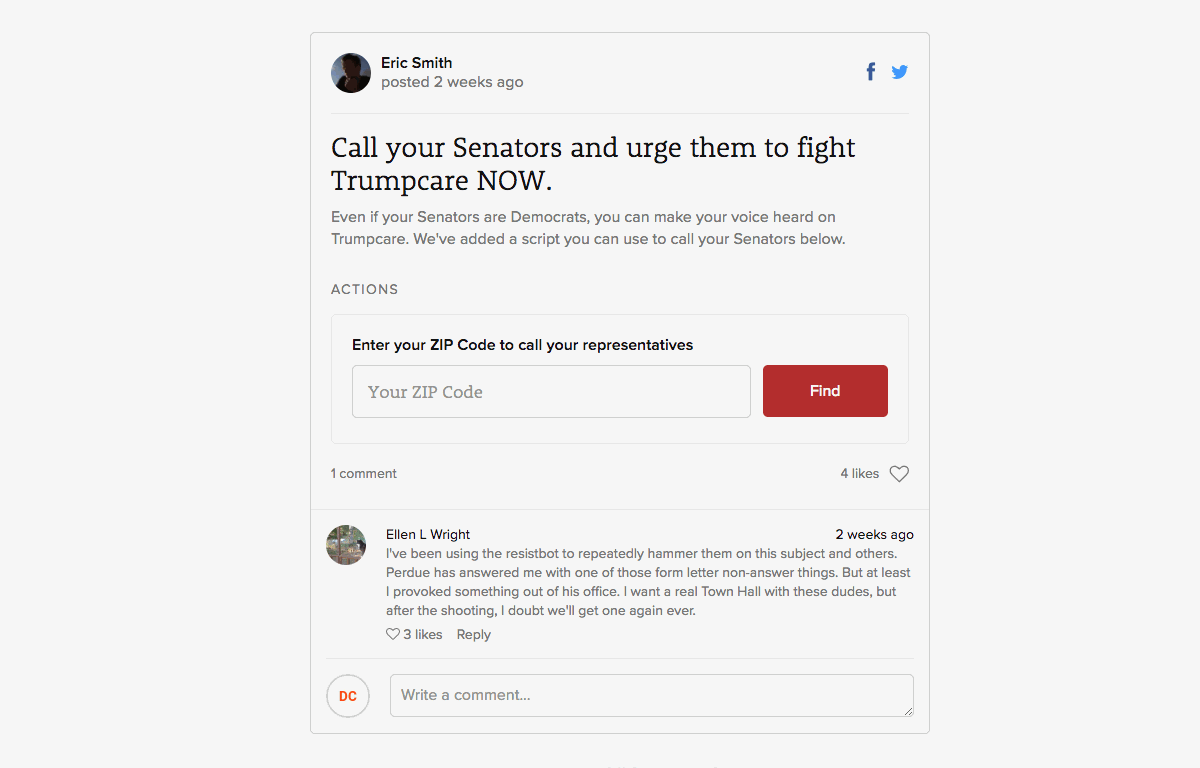 Eric Smith
posted 2 weeks ago
Call your Senators and urge them to fight
Trumpcare NOW.
Even if your Senators are Democrats, you can make your voice heard on
Trumpcare. We've added a script you can use to call your Senators below.
ACTIONS
Enter your ZIP Code to call your representatives
Your ZIP Code
Find
1 comment
4 likes
Ellen L Wright
2 weeks ago
I've been using the resistbot to repeatedly hammer them on this subject and others.
Perdue has answered me with one of those form letter non-answer things. But at least
I provoked something out of his office. I want a real Town Hall with these dudes, but
after the shooting, I doubt we'll get one again ever.
3 likes Reply
DC
Write a comment...